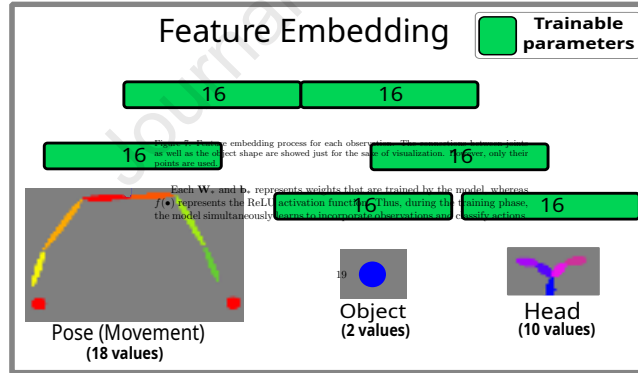 Feature Embedding
Trainable
parameters
Journal
16
16
Figure 7: Feature embedding process for each observation. The connections between joints
as well as the object shape are showed just for the sake of visualization. However, only their
points are used.
16
16
Each W* and b* represents weights that are trained by the model, whereas
f(•) represents the ReLU activation function. Thus, during the training phase,
the model simultaneously learns to incorporate observations and classify actions.
16
16
19
Pose (Movement)
(18 values)
Object
(2 values)
Head
(10 values)